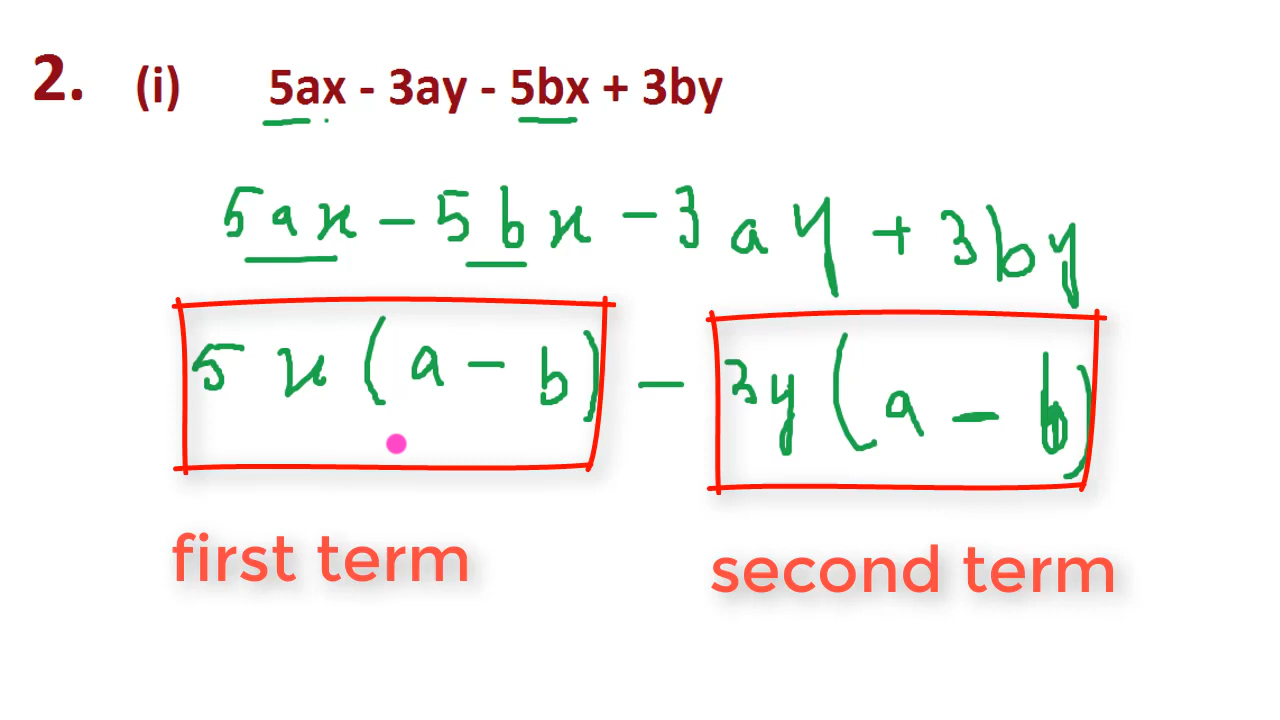 2. (i) 5ax - 3ay - 5bx + 3by
5ax - 5bx - 3ay + 3by
5x(a - b) - 3y(a - b)
first term second term